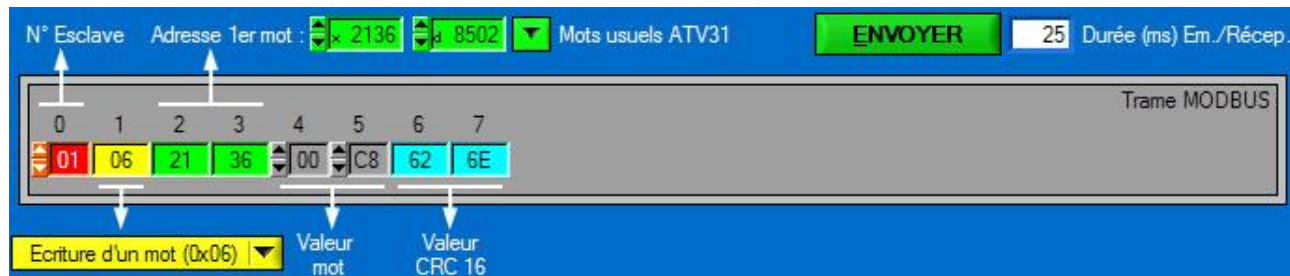 N° Esclave Adresse 1er mot : x 2136 d 8502 Mots usuels ATV31 ENVOYER 25 Durée (ms) Em./Récep.
Trame MODBUS
0 1 2 3 4 5 6 7
01 06 21 36 00 C8 62 6E
Ecriture d'un mot (0x06) Valeur mot Valeur CRC 16